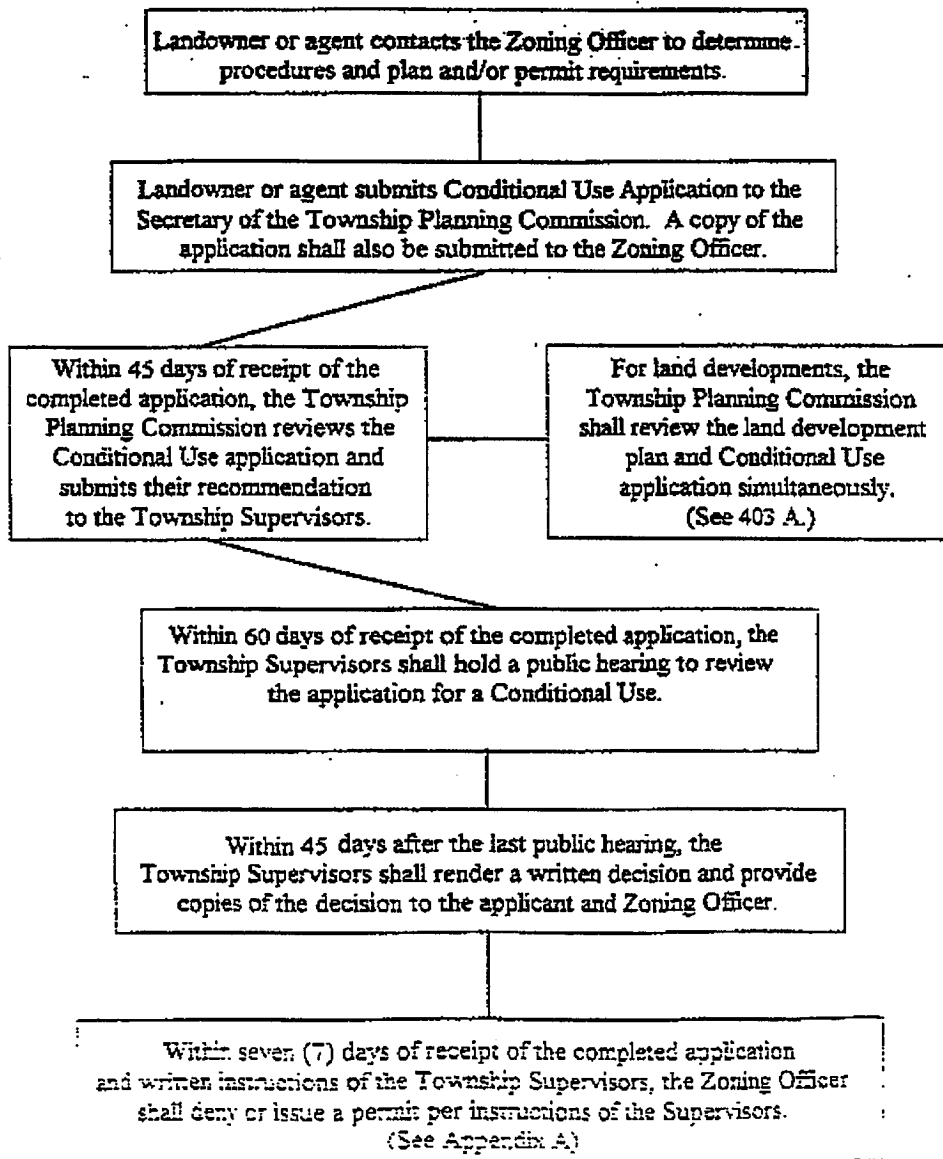 Landowner or agent contacts the Zoning Officer to determine
procedures and plan and/or permit requirements.
Landowner or agent submits Conditional Use Application to the
Secretary of the Township Planning Commission. A copy of the
application shall also be submitted to the Zoning Officer.
Within 45 days of receipt of the
completed application, the Township
Planning Commission reviews the
Conditional Use application and
submits their recommendation
to the Township Supervisors.
For land developments, the
Township Planning Commission
shall review the land development
plan and Conditional Use
application simultaneously.
(See 403 A.)
Within 60 days of receipt of the completed application, the
Township Supervisors shall hold a public hearing to review
the application for a Conditional Use.
Within 45 days after the last public hearing, the
Township Supervisors shall render a written decision and provide
copies of the decision to the applicant and Zoning Officer.
Within seven (7) days of receipt of the completed application
and written instructions of the Township Supervisors, the Zoning Officer
shall deny or issue a permit per instructions of the Supervisors.
(See Appendix A)